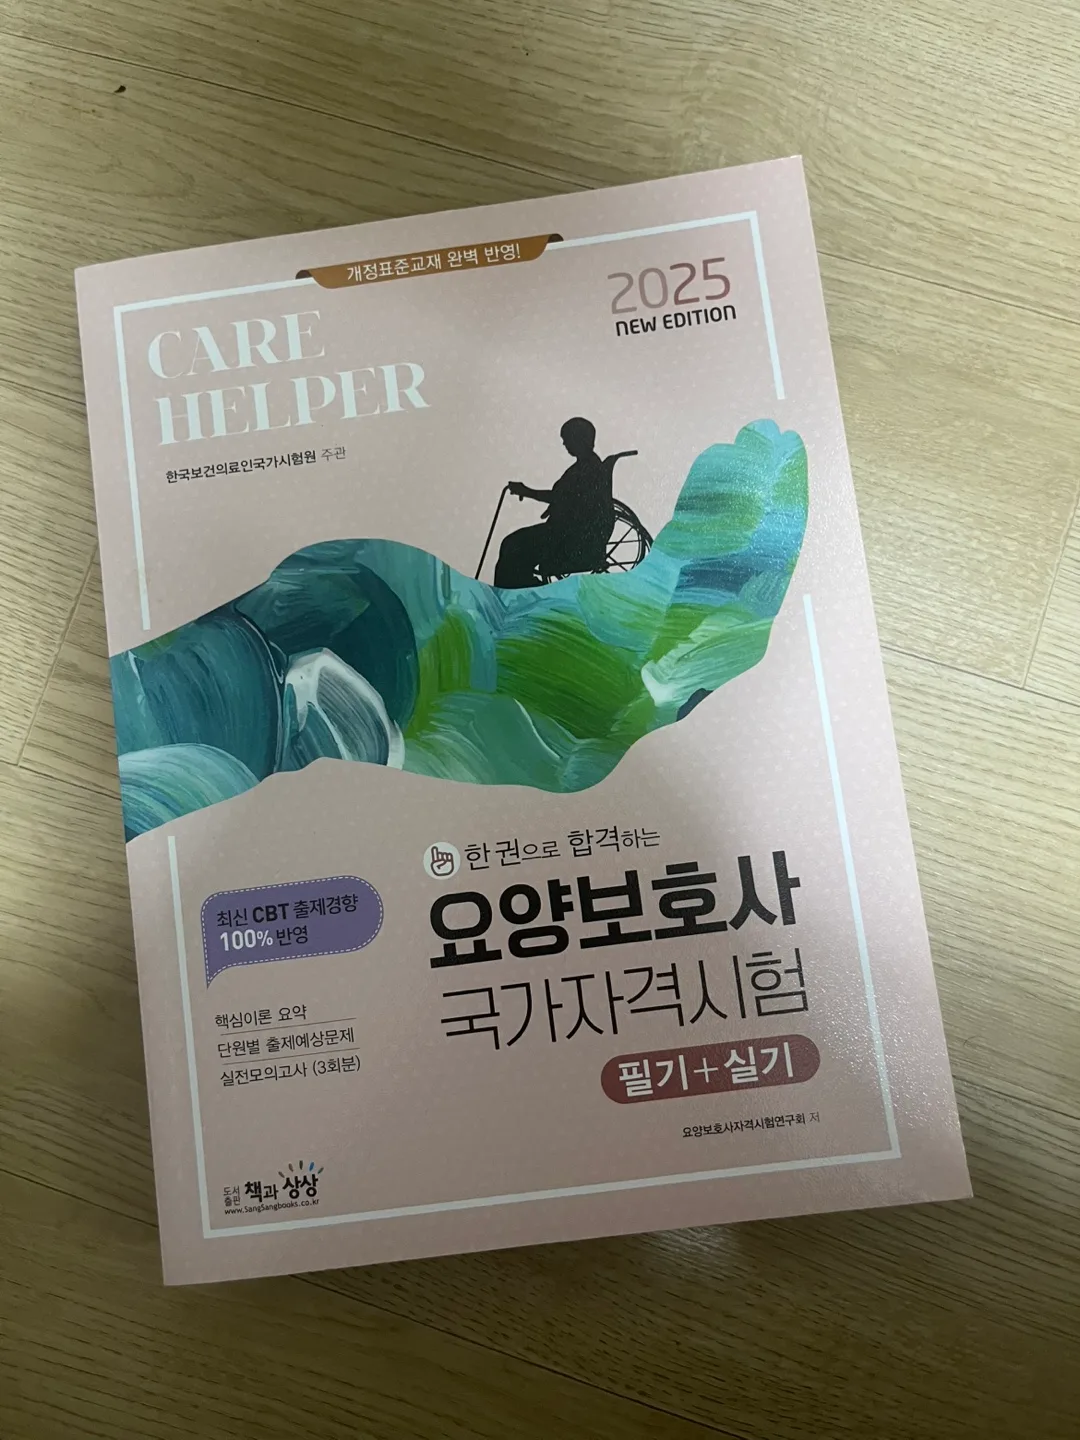 개정표준교재 완벽 반영!
2025
NEW EDITION
CARE
HELPER
한국보건의료인국가시험원 주관
한 권으로 합격하는
요양보호사
국가자격시험
필기+실기
최신 CBT 출제경향
100% 반영
핵심이론 요약
단원별 출제예상문제
실전모의고사 (3회분)
요양보호사자격시험연구회 저
도서
출판 책과 상상
www.SangSangbooks.co.kr